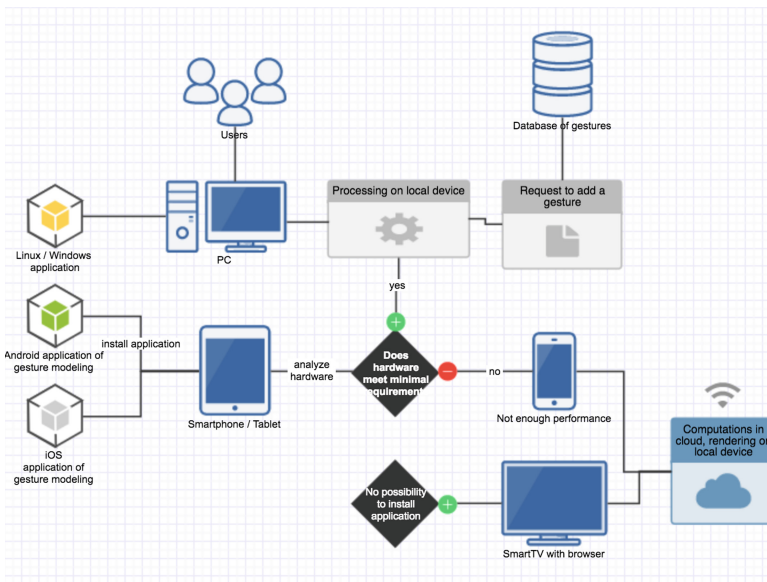 Users
Database of gestures
Processing on local device
Request to add a
gesture
Linux / Windows
application
PC
yes
install application
Android application of
gesture modeling
analyze
hardware
Does
hardware
meet minimal
equirement
no
Smartphone / Tablet
Not enough performance
Computations in
cloud, rendering on
local device
iOS
application of
gesture modeling
No possibility
to install
application
SmartTV with browser